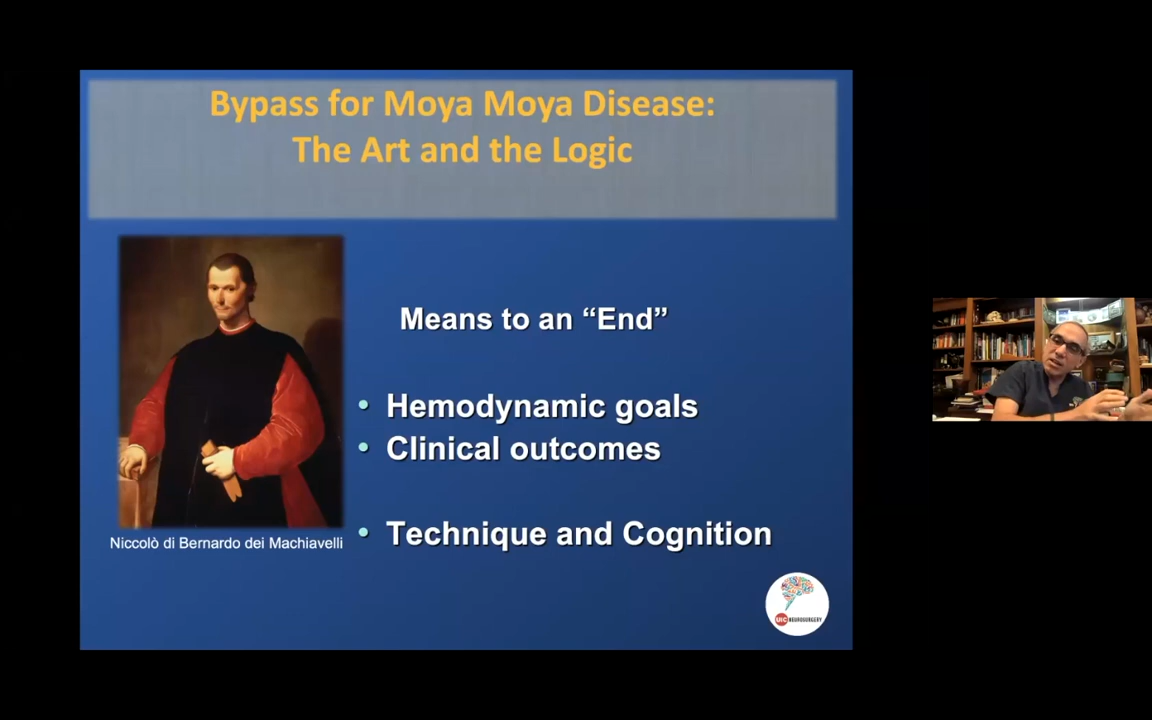 Bypass for Moya Moya Disease:
The Art and the Logic
Means to an “End”
• Hemodynamic goals
• Clinical outcomes
• Technique and Cognition
Niccolò di Bernardo dei Machiavelli
UIC NEUROSURGERY